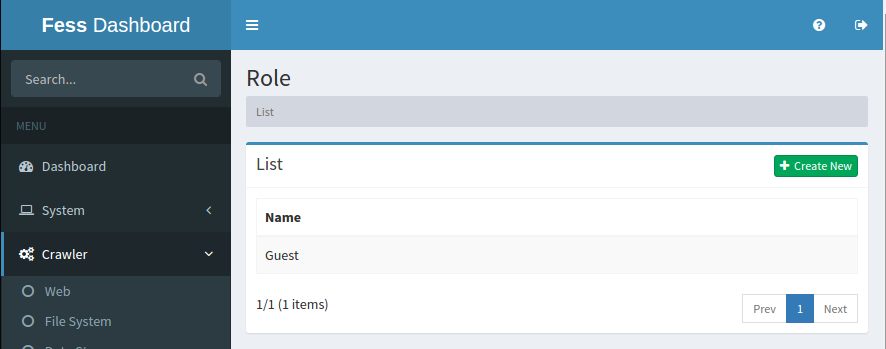 Fess Dashboard
Search...
MENU
Dashboard
System
Crawler
Web
File System
Role
List
List
Create New
Name
Guest
1/1 (1 items)
Prev 1 Next